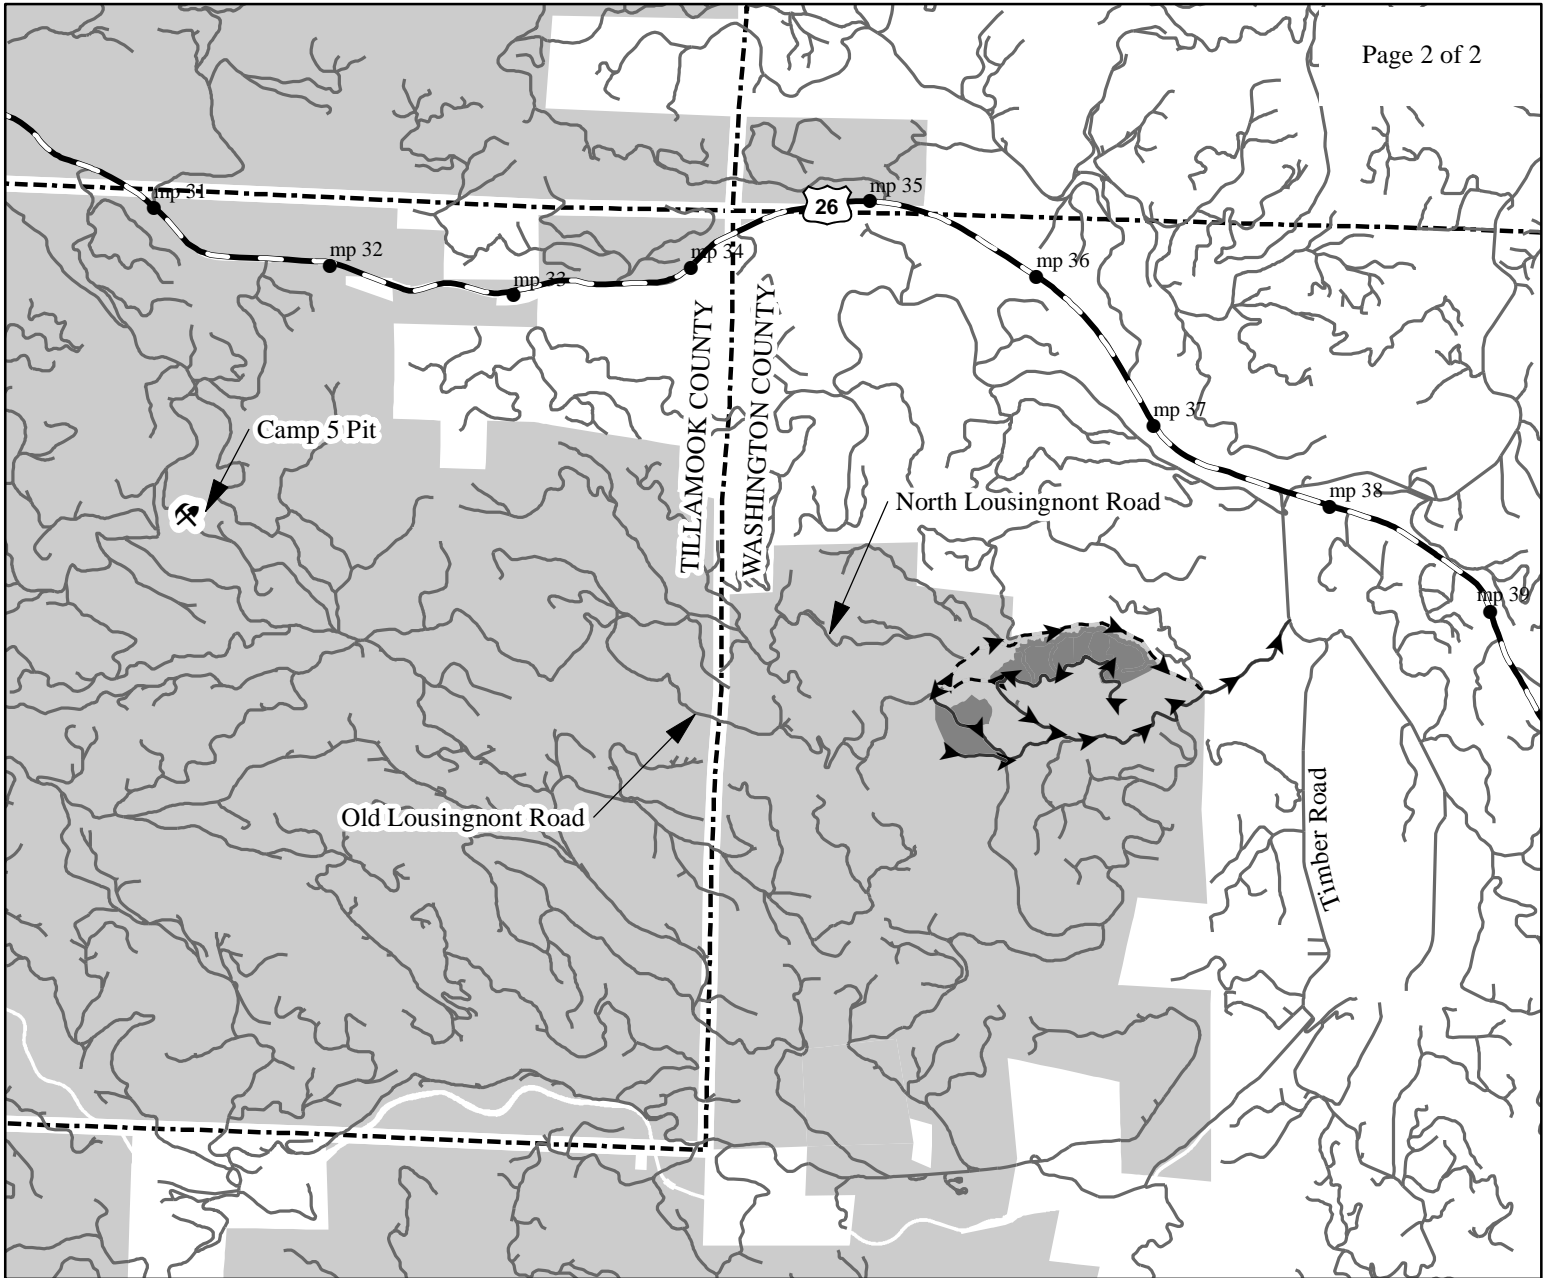 Page 2 of 2
mp 31
mp 35
26
mp 32
mp 34
mp 36
mp 33
TILLAMOOK COUNTY
WASHINGTON COUNTY
mp 37
Camp 5 Pit
mp 38
North Lousingnont Road
mp 39
Old Lousingnont Road
Timber Road